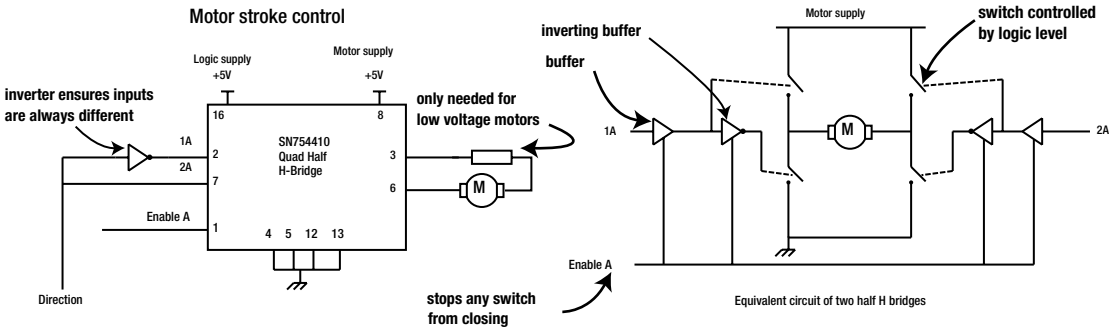 Motor stroke control
Logic supply
+5V
Motor supply
+5V
inverter ensures inputs
are always different
only needed for
low voltage motors
16
8
SN754410
Quad Half
H-Bridge
1A
2
2A
7
3
6
M
Enable A
1
4 5 12 13
Direction
stops any switch
from closing
Motor supply
switch controlled
by logic level
inverting buffer
buffer
1A
M
2A
Enable A
Equivalent circuit of two half H bridges